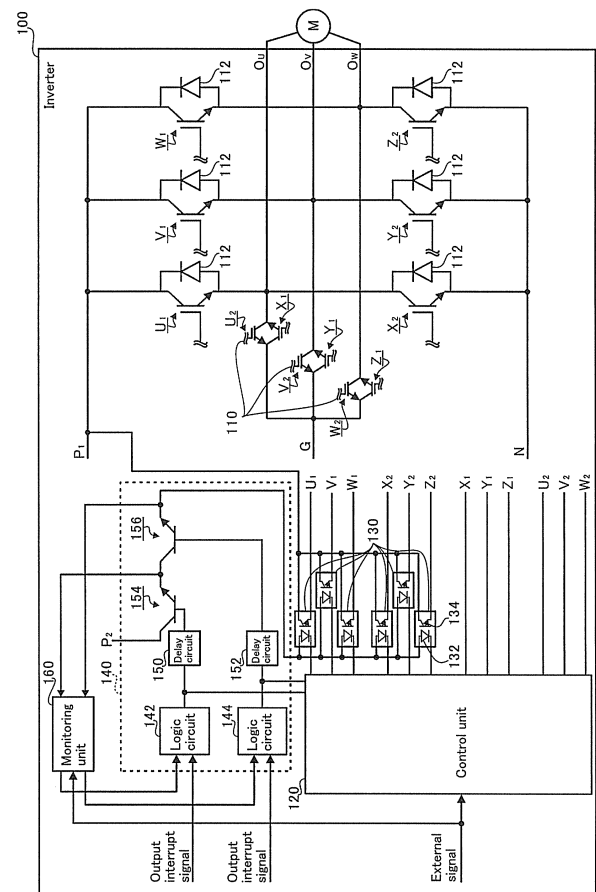 100
Inverter
M
OU
OV
OW
112
112
112
W1
V1
U1
112
112
112
Z2
Y2
X2
U2
X1
V2
Y1
W2
Z1
110
P1
G
N
160
Monitoring
unit
140
P2
154
156
150
Delay
circuit
152
Delay
circuit
142
Logic
circuit
144
Logic
circuit
130
132
134
U1
V1
W1
X2
Y2
Z2
X1
Y1
Z1
U2
V2
W2
120
Control unit
Output
interrupt
signal
Output
interrupt
signal
External
signal